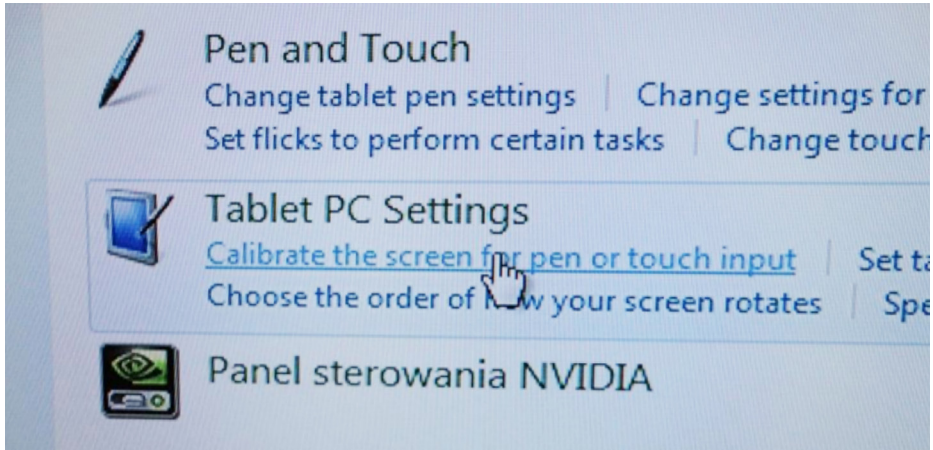 Pen and Touch
Change tablet pen settings | Change settings for
Set flicks to perform certain tasks | Change touch
Tablet PC Settings
Calibrate the screen for pen or touch input | Set
Choose the order of how your screen rotates
Panel sterowania NVIDIA